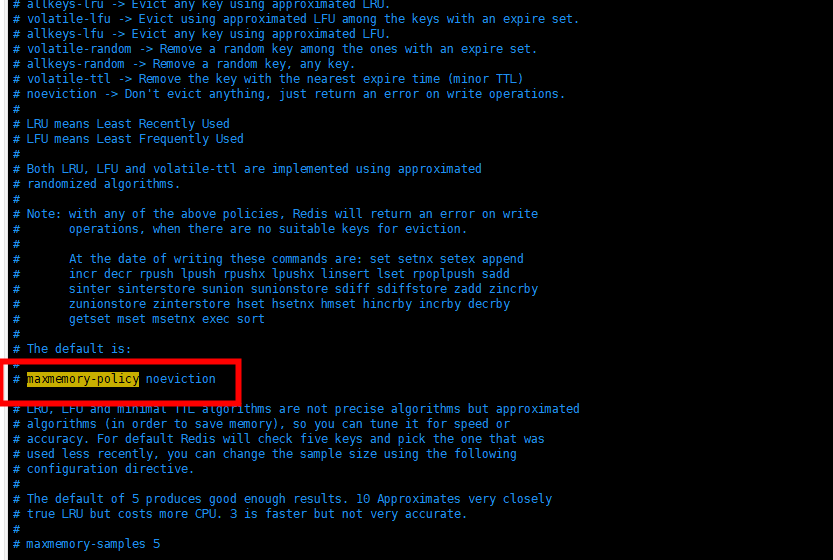 # allkeys-lru -> Evict any key using approximated LRU.
# volatile-lfu -> Evict using approximated LFU among the keys with an expire set.
# allkeys-lfu -> Evict any key using approximated LFU.
# volatile-random -> Remove a random key among the ones with an expire set.
# allkeys-random -> Remove a random key, any key.
# volatile-ttl -> Remove the key with the nearest expire time (minor TTL)
# noeviction -> Don't evict anything, just return an error on write operations.
#
# LRU means Least Recently Used
# LFU means Least Frequently Used
#
# Both LRU, LFU and volatile-ttl are implemented using approximated
# randomized algorithms.
#
# Note: with any of the above policies, Redis will return an error on write
#       operations, when there are no suitable keys for eviction.
#
#       At the date of writing these commands are: set setnx setex append
#       incr decr rpush lpush rpushx lpushx linsert lset rpoplpush sadd
#       sinter sinterstore sunion sunionstore sdiff sdiffstore zadd zincrby
#       zunionstore zinterstore hset hsetnx hmset hincrby incrby decrby
#       getset mset msetnx exec sort
#
# The default is:
#
# maxmemory-policy noeviction
# LRU, LFU and minimal TTL algorithms are not precise algorithms but approximated
# algorithms (in order to save memory), so you can tune it for speed or
# accuracy. For default Redis will check five keys and pick the one that was
# used less recently, you can change the sample size using the following
# configuration directive.
#
# The default of 5 produces good enough results. 10 Approximates very closely
# true LRU but costs more CPU. 3 is faster but not very accurate.
#
# maxmemory-samples 5